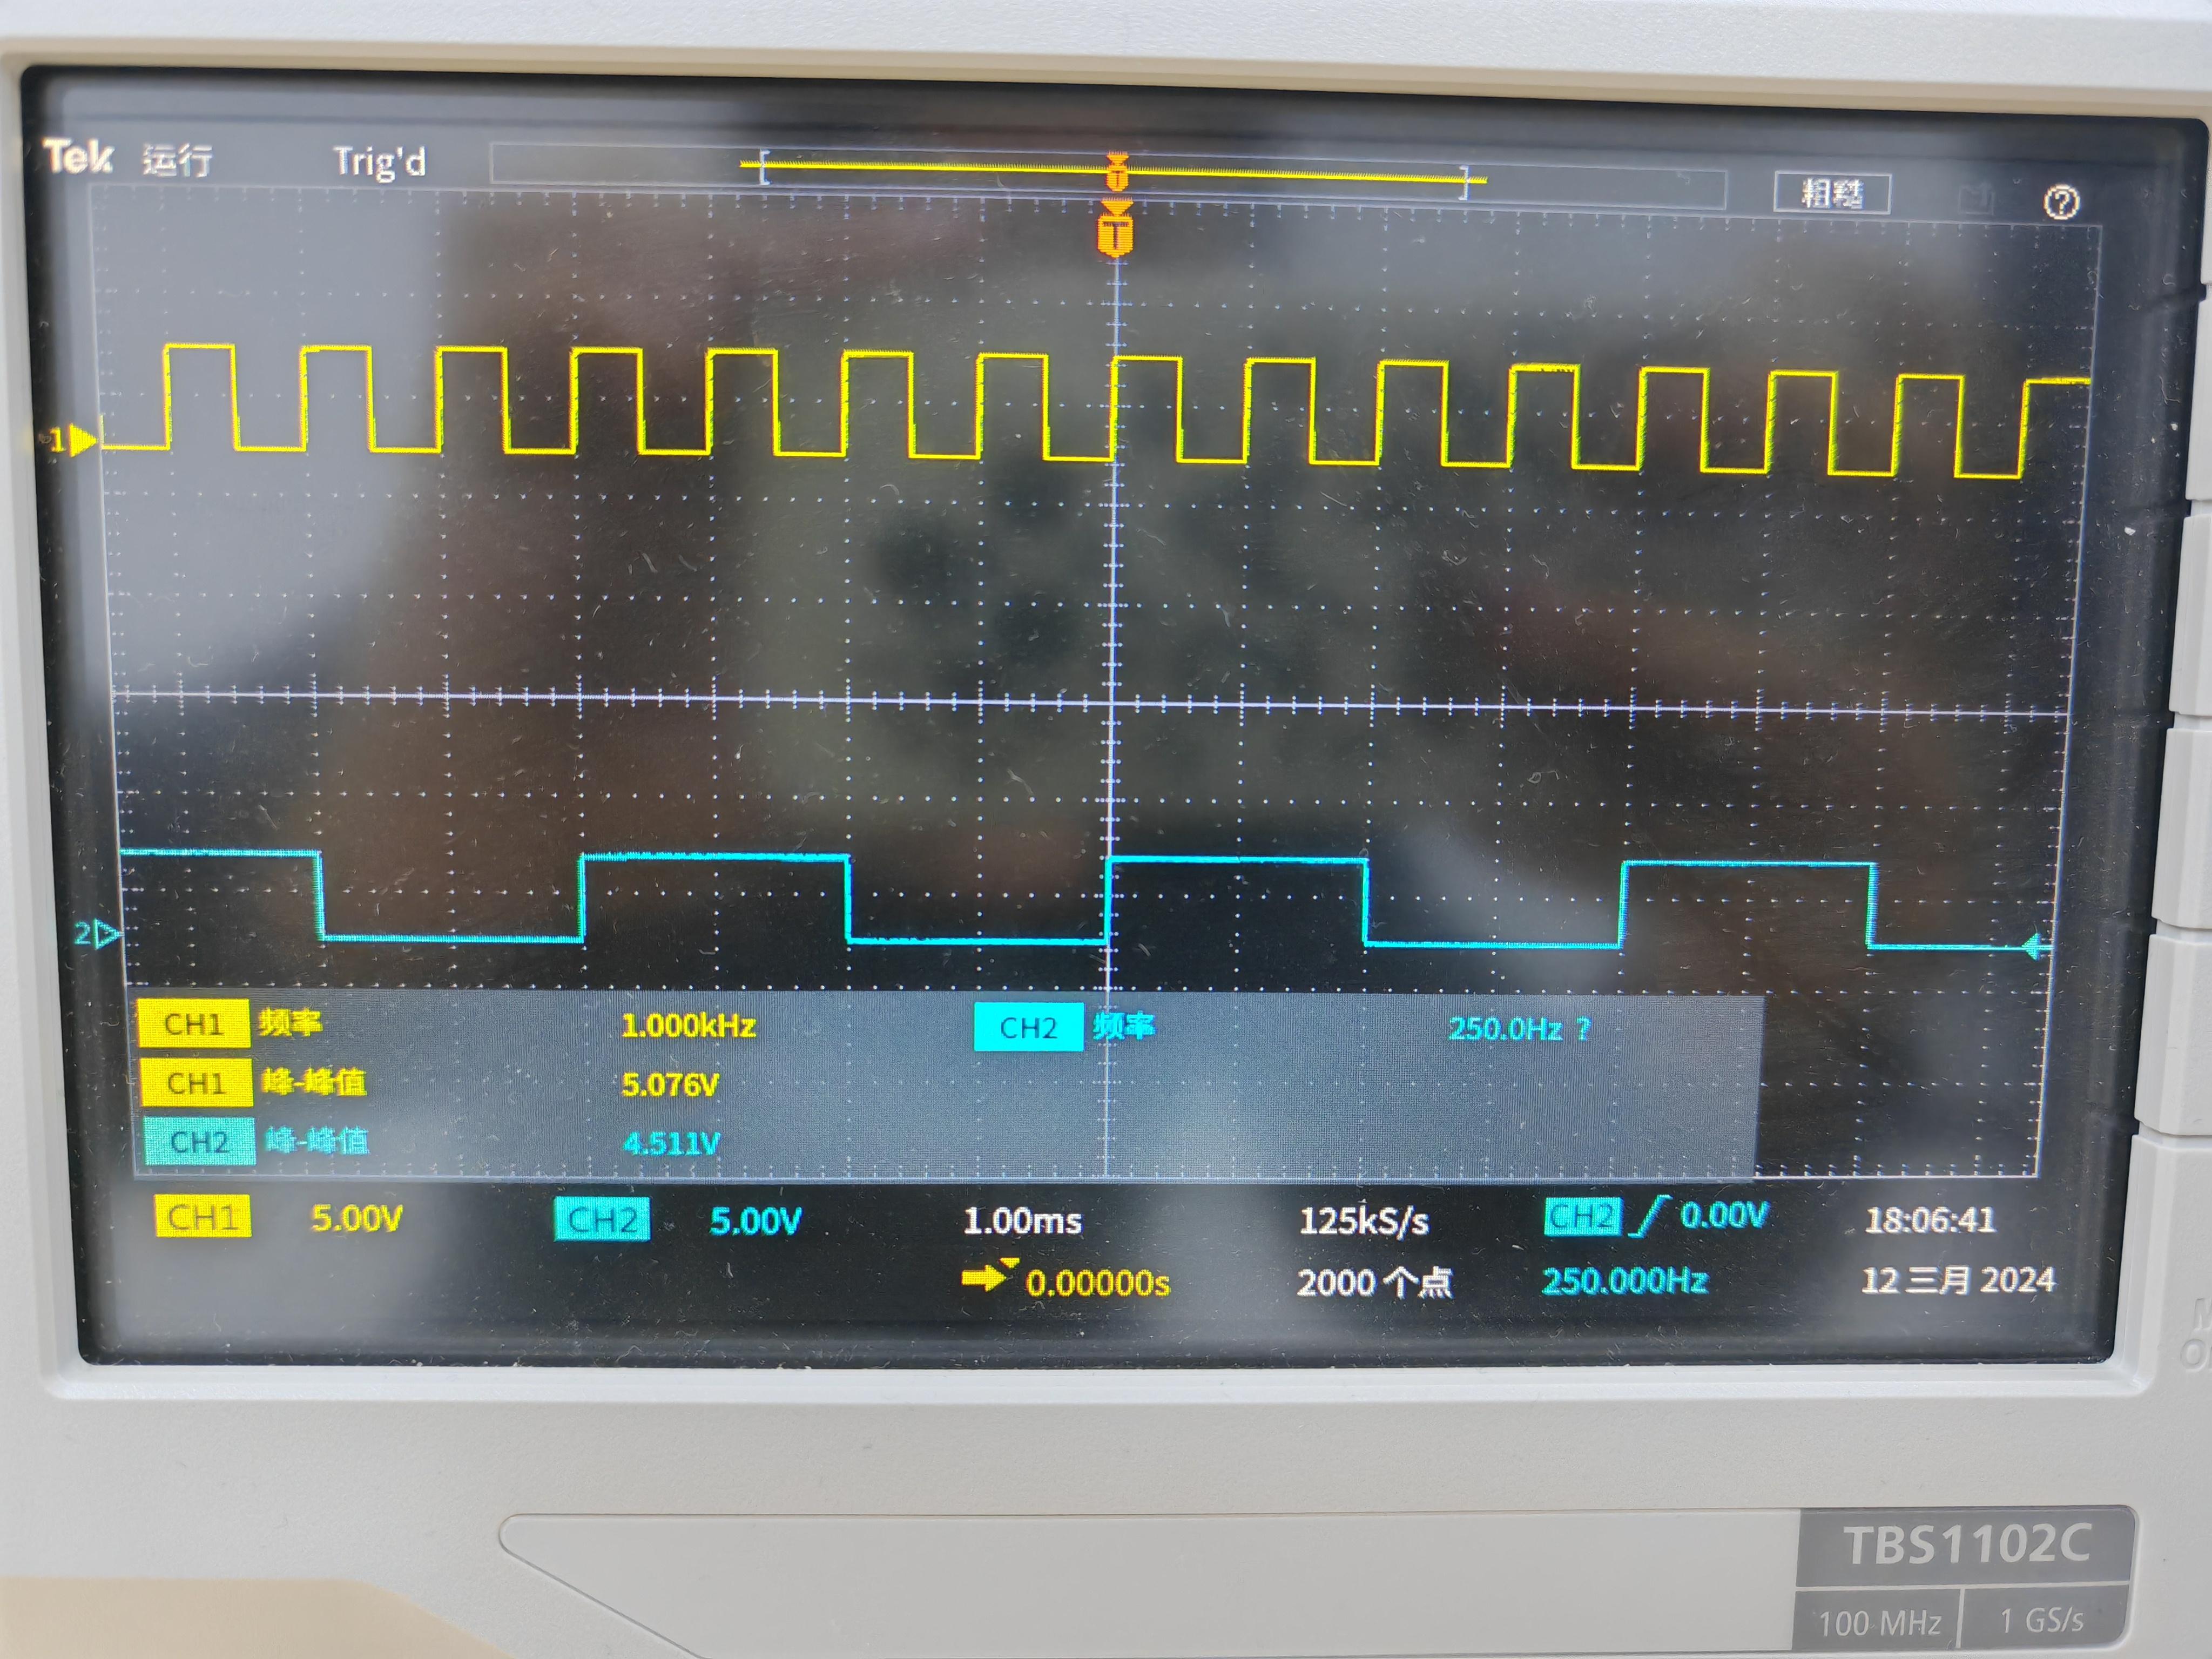 Tek 运行 Trig'd 粗糙 ?
T
T
1
2
CH1 频率 1.000kHz CH2 频率 250.0Hz ?
CH1 峰-峰值 5.076V
CH2 峰-峰值 4.511V
CH1 5.00V CH2 5.00V 1.00ms 125kS/s CH2 0.00V 18:06:41
0.00000s 2000 个点 250.000Hz 12 三月 2024
TBS1102C
100 MHz 1 GS/s